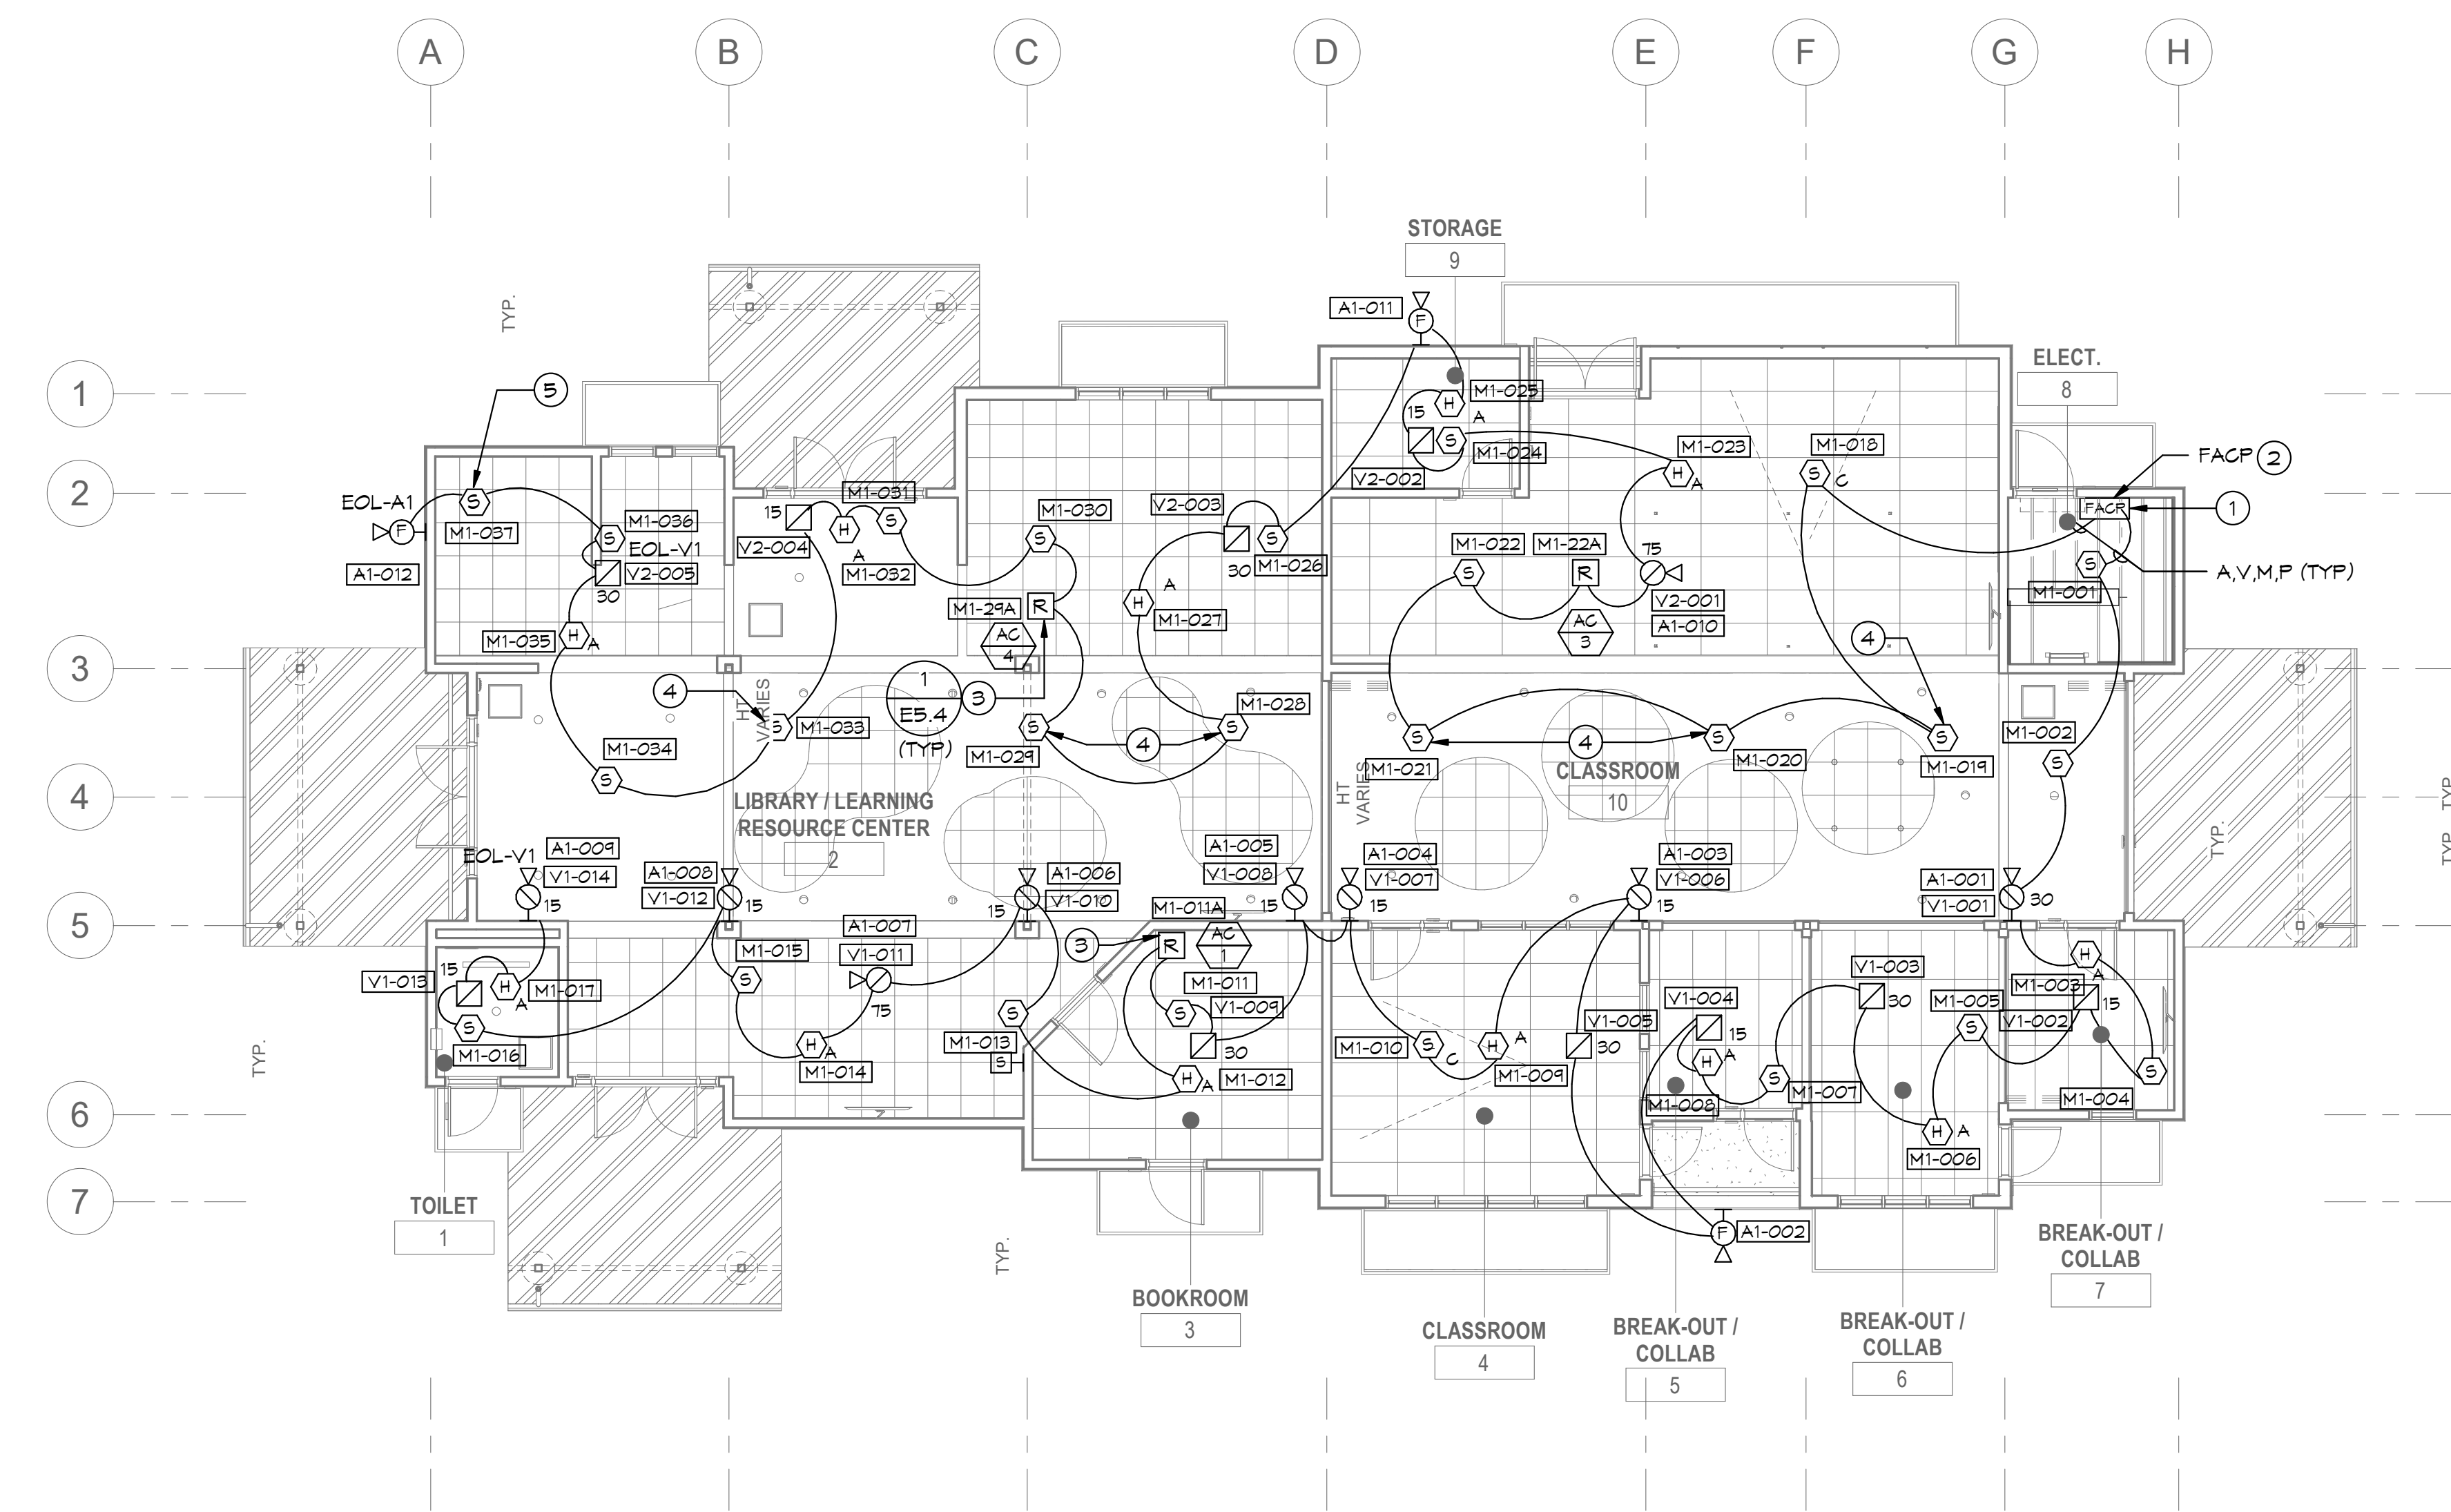 A B C D E F G H
STORAGE
9
A1-011
F
TYP.
ELECT.
8
1
5
M1-025
15 H A
S
M1-024
V2-002
M1-023
H A
M1-018
S C
FACP 2
2
EOL-A1
F
A1-012
S
M1-037
M1-036
S
EOL-V1
V2-005
30
M1-035
H A
M1-031
15
H S
A
V2-004
M1-032
M1-030
S
V2-003
S
30 M1-026
A
H
M1-027
M1-29A
R
AC
4
M1-022
S
M1-22A
R
75
V2-001
A1-010
AC
3
FACP
1
S
M1-001
A,V,M,P (TYP)
3
4
1
E5.4
3
(TYP)
HT
VARIES
S
M1-033
M1-034
S
S
M1-029
4
M1-028
S
4
S
M1-021
4
S
M1-020
S
M1-019
M1-002
S
4
HT
VARIES
CLASSROOM
10
LIBRARY / LEARNING
RESOURCE CENTER
2
TYP.
TYP
TYP
EOL-V1
A1-009
V1-014
15
A1-008
V1-012
15
A1-006
V1-010
15
A1-005
V1-008
15
A1-004
V1-007
15
A1-003
V1-006
15
A1-001
V1-001
30
5
M1-011A
3
R
AC
1
A1-007
V1-011
75
M1-015
S
V1-013
15
H A
M1-017
S
M1-016
M1-011
V1-009
S
30
S
M1-013
S
H A
M1-014
H A
M1-012
M1-010
S C
H A
M1-009
V1-005
30
V1-004
15
H A
M1-008
S
M1-007
V1-003
30
M1-005
S
H A
M1-006
H A
M1-003
15
V1-002
S
M1-004
TYP.
6
7
TOILET
1
TYP.
F
A1-002
BOOKROOM
3
CLASSROOM
4
BREAK-OUT /
COLLAB
5
BREAK-OUT /
COLLAB
6
BREAK-OUT /
COLLAB
7